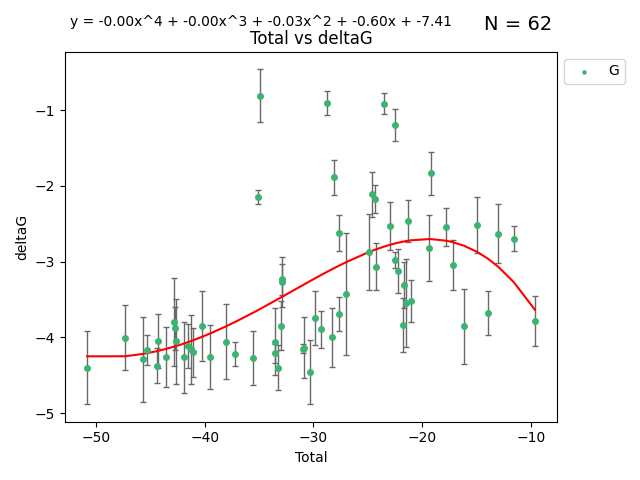 y = -0.00x^4 + -0.00x^3 + -0.03x^2 + -0.60x + -7.41
N = 62
Total vs deltaG
G
deltaG
−1
−2
−3
−4
−5
−50
−40
−30
−20
−10
Total